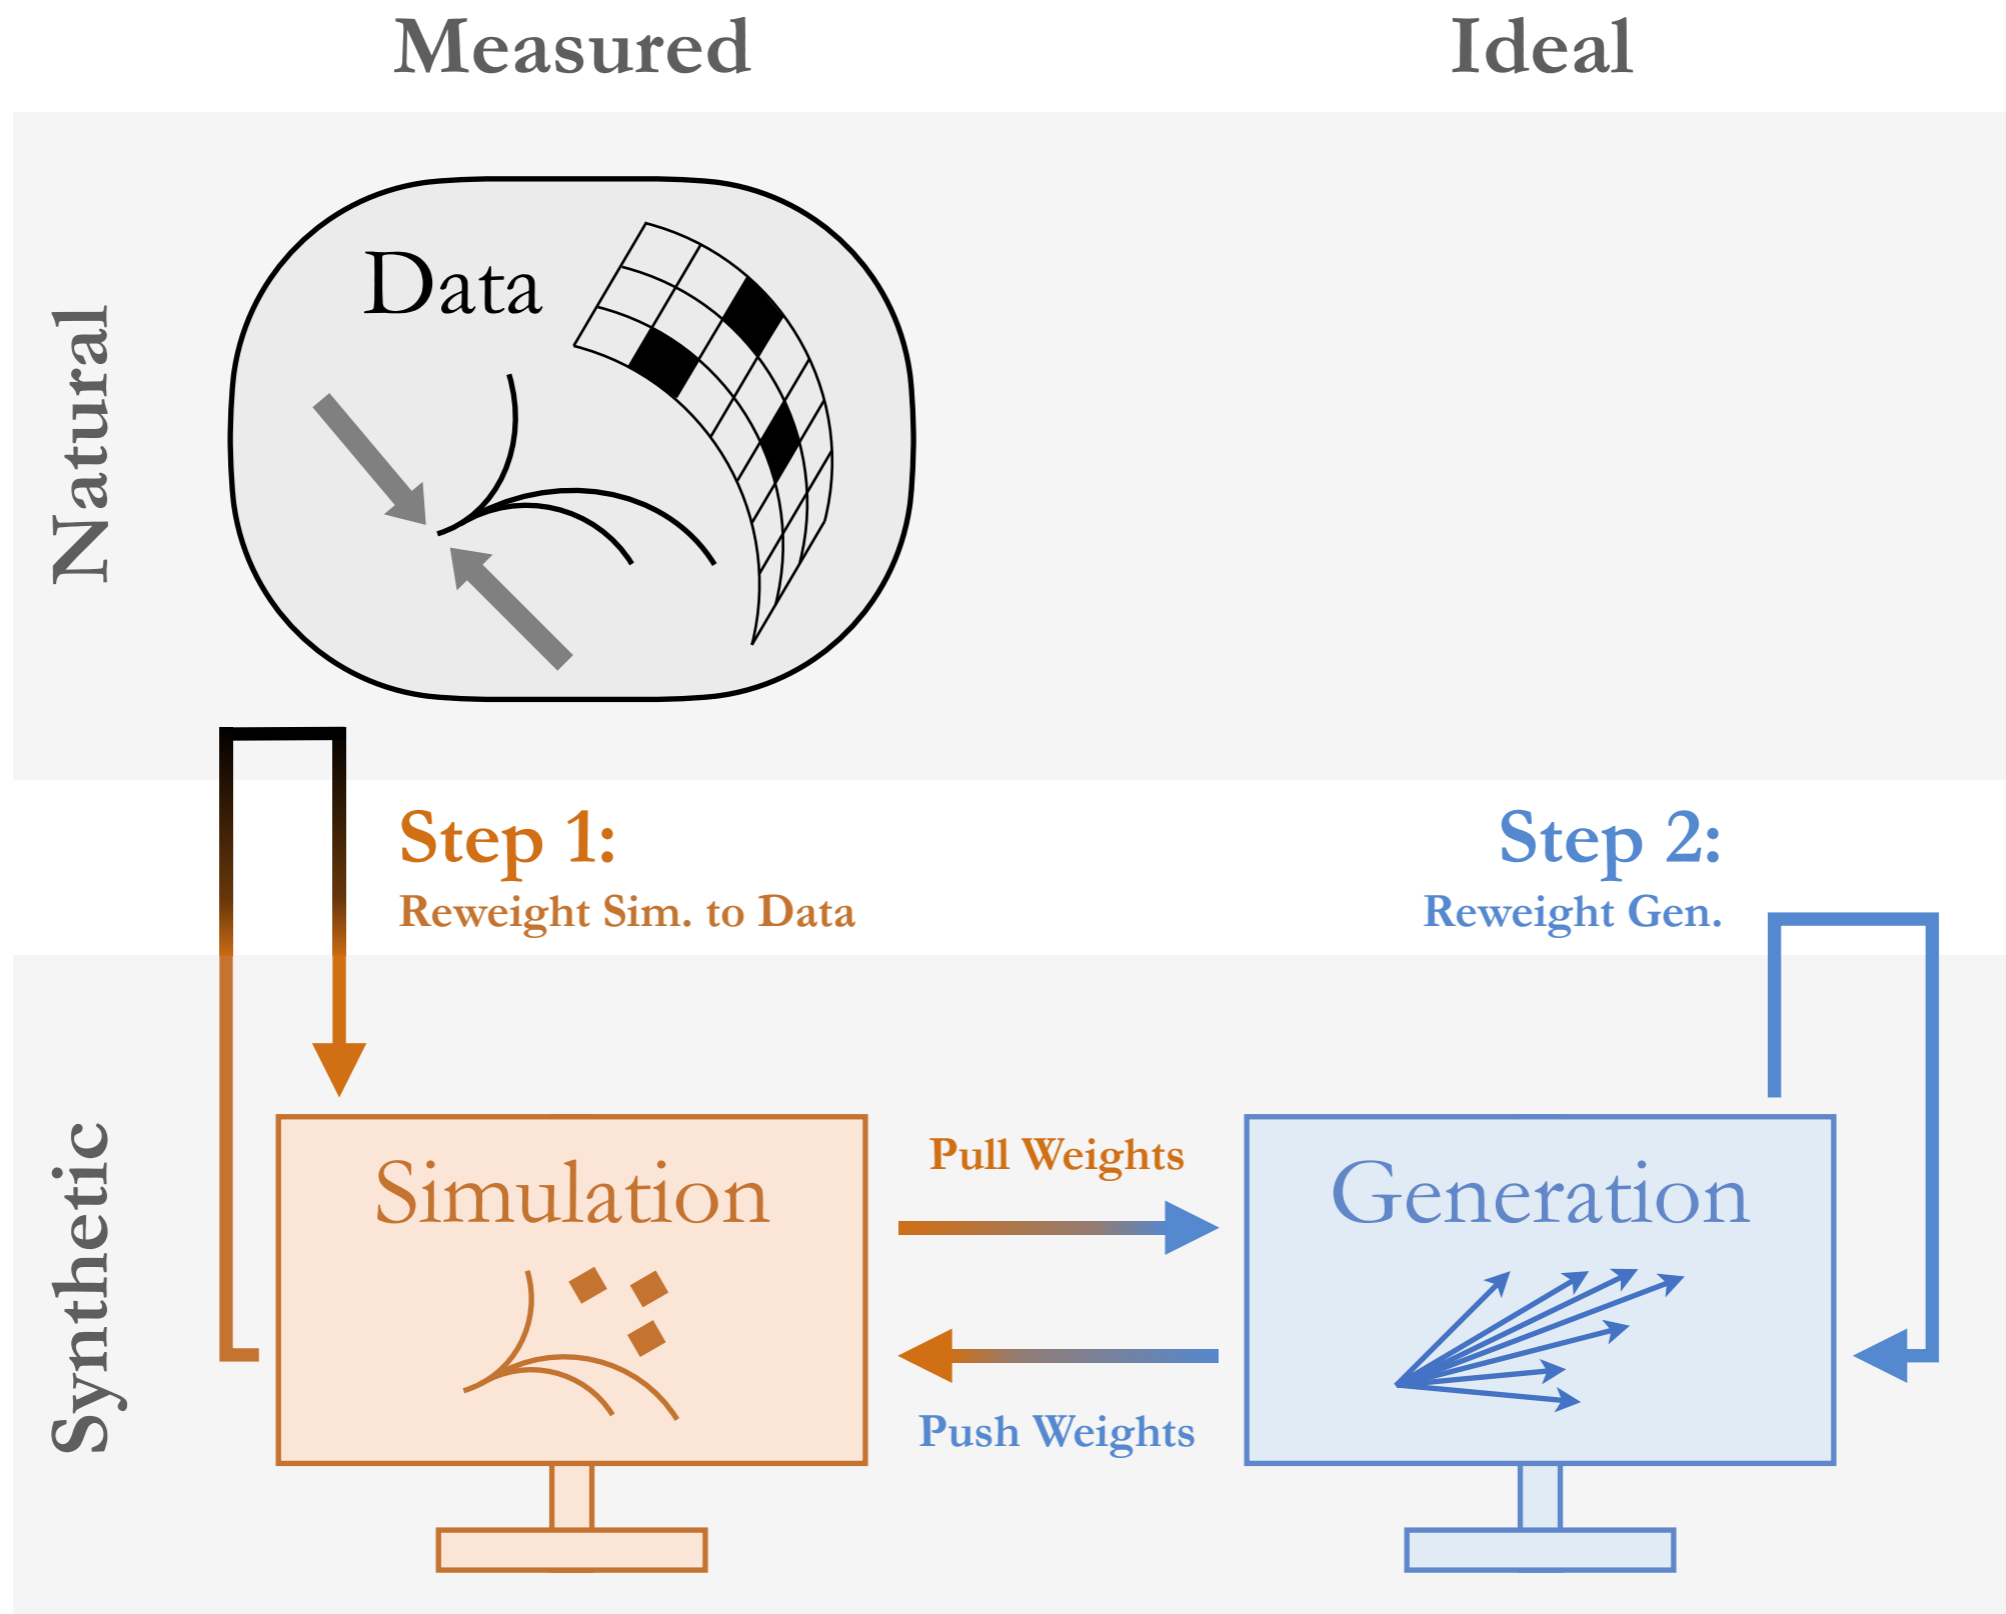 Measured
Ideal
Natural
Data
Step 1:
Reweight Sim. to Data
Step 2:
Reweight Gen.
Synthetic
Simulation
Pull Weights
Push Weights
Generation